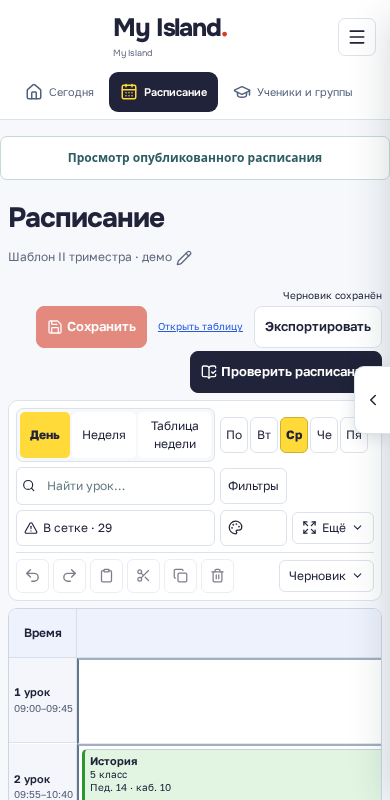 My Island.
My Island
Сегодня
Расписание
Ученики и группы
Просмотр опубликованного расписания
Расписание
Шаблон II триместра · демо
Черновик сохранён
Сохранить
Открыть таблицу
Экспортировать
Проверить расписан
День
Неделя
Таблица
недели
По
Вт
Ср
Че
Пя
Найти урок...
Фильтры
В сетке · 29
Ещё
Черновик
Время
1 урок
09:00–09:45
2 урок
09:55–10:40
История
5 класс
Пед. 14 · каб. 10